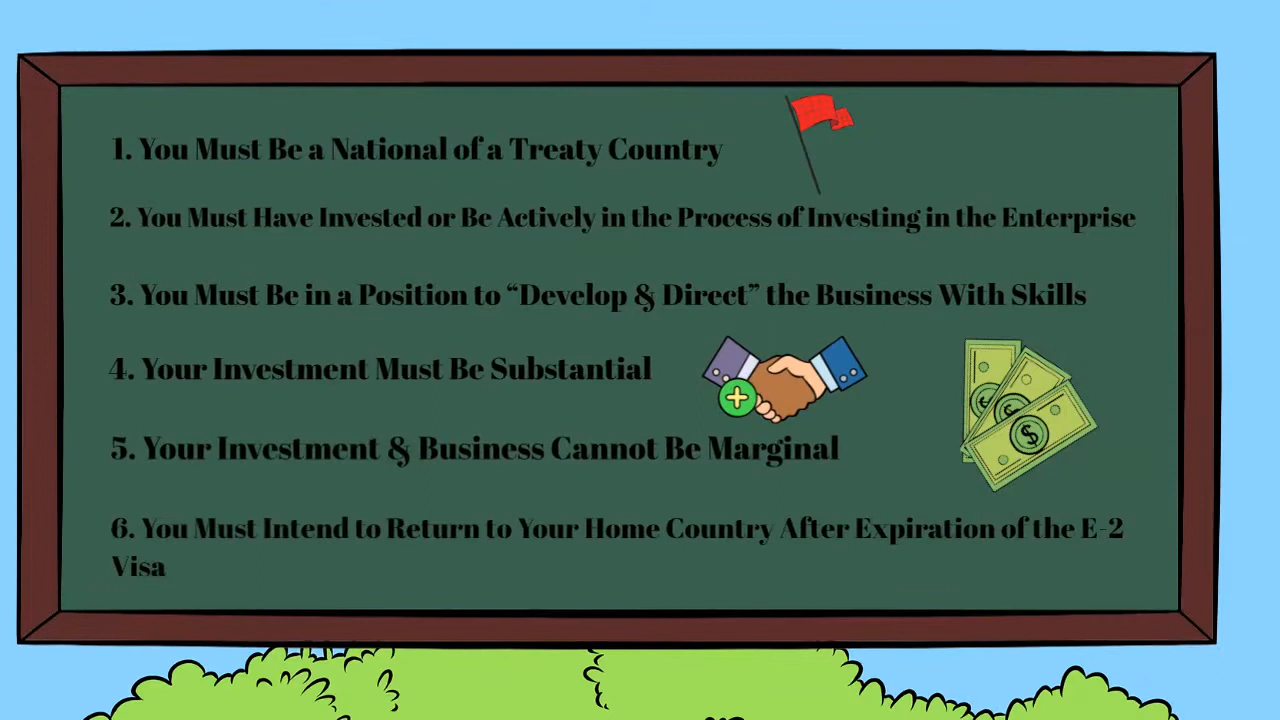 1. You Must Be a National of a Treaty Country
2. You Must Have Invested or Be Actively in the Process of Investing in the Enterprise
3. You Must Be in a Position to “Develop & Direct” the Business With Skills
4. Your Investment Must Be Substantial
5. Your Investment & Business Cannot Be Marginal
6. You Must Intend to Return to Your Home Country After Expiration of the E-2
Visa